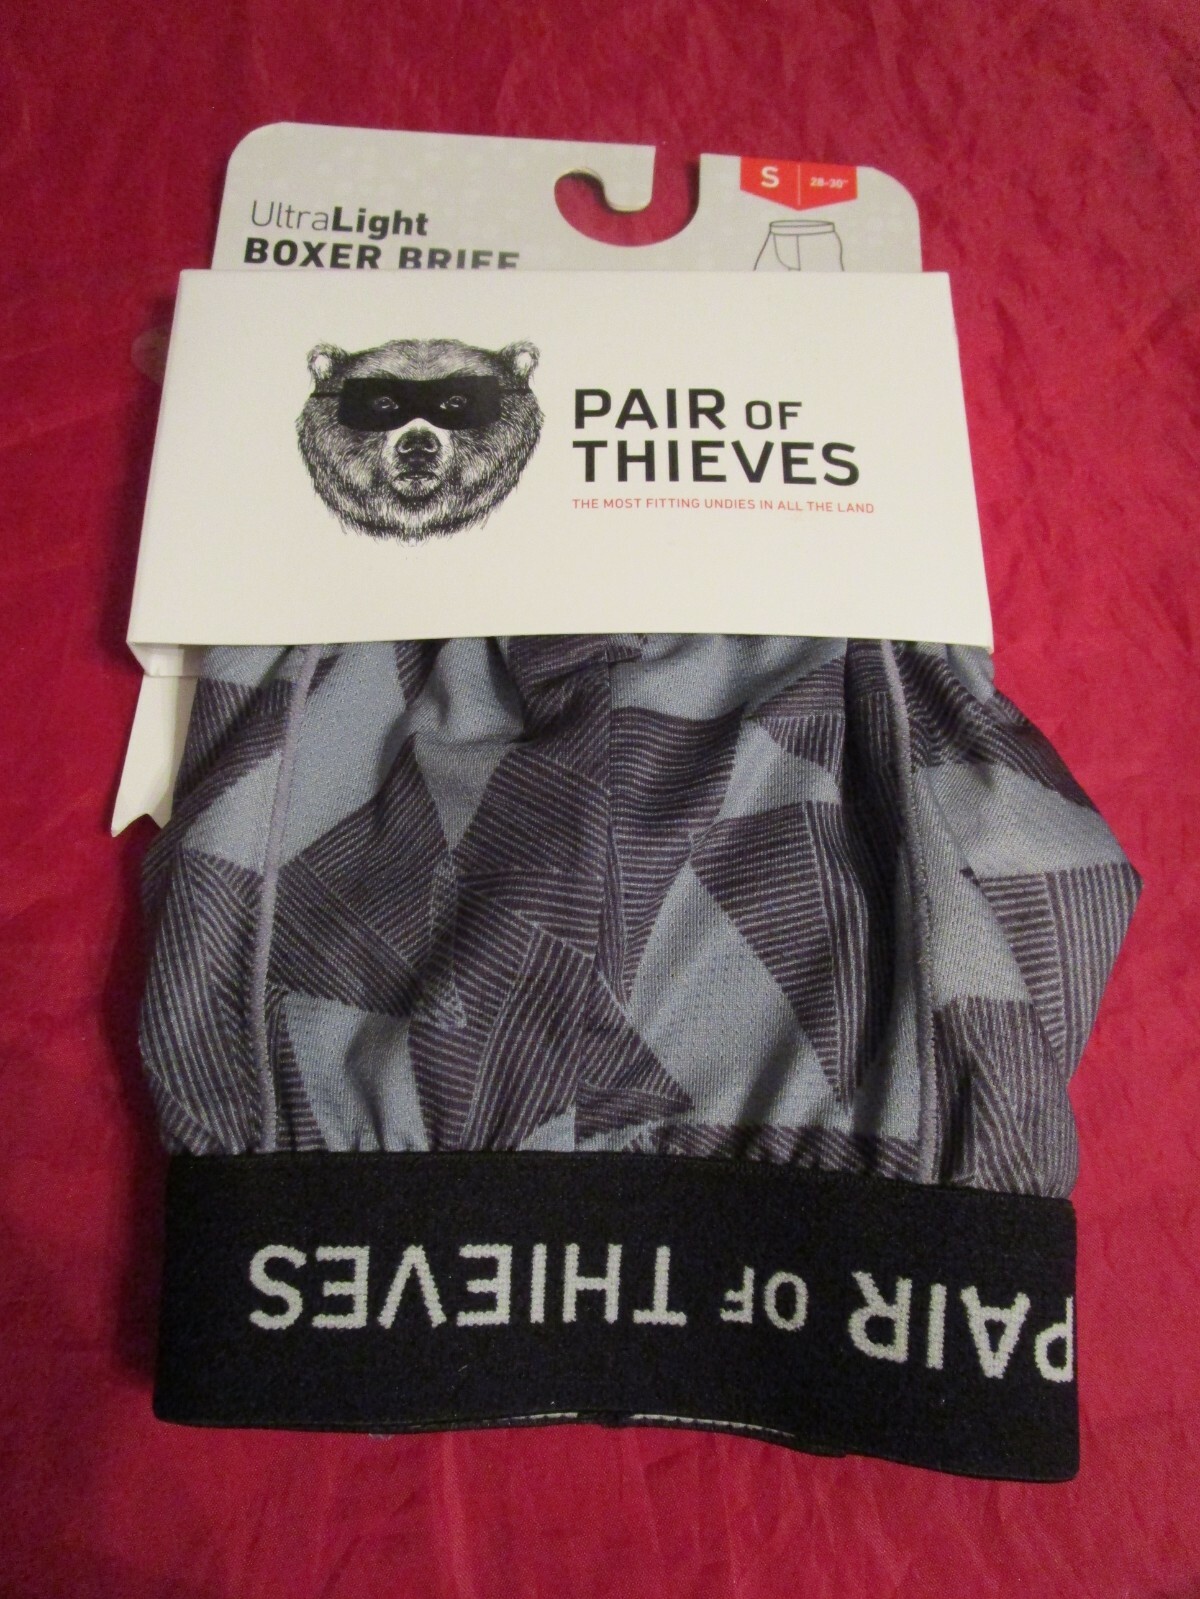 UltraLight
BOXER BRIEF
S 28-30"
PAIR OF
THIEVES
THE MOST FITTING UNDIES IN ALL THE LAND
PAIR OF THIEVES